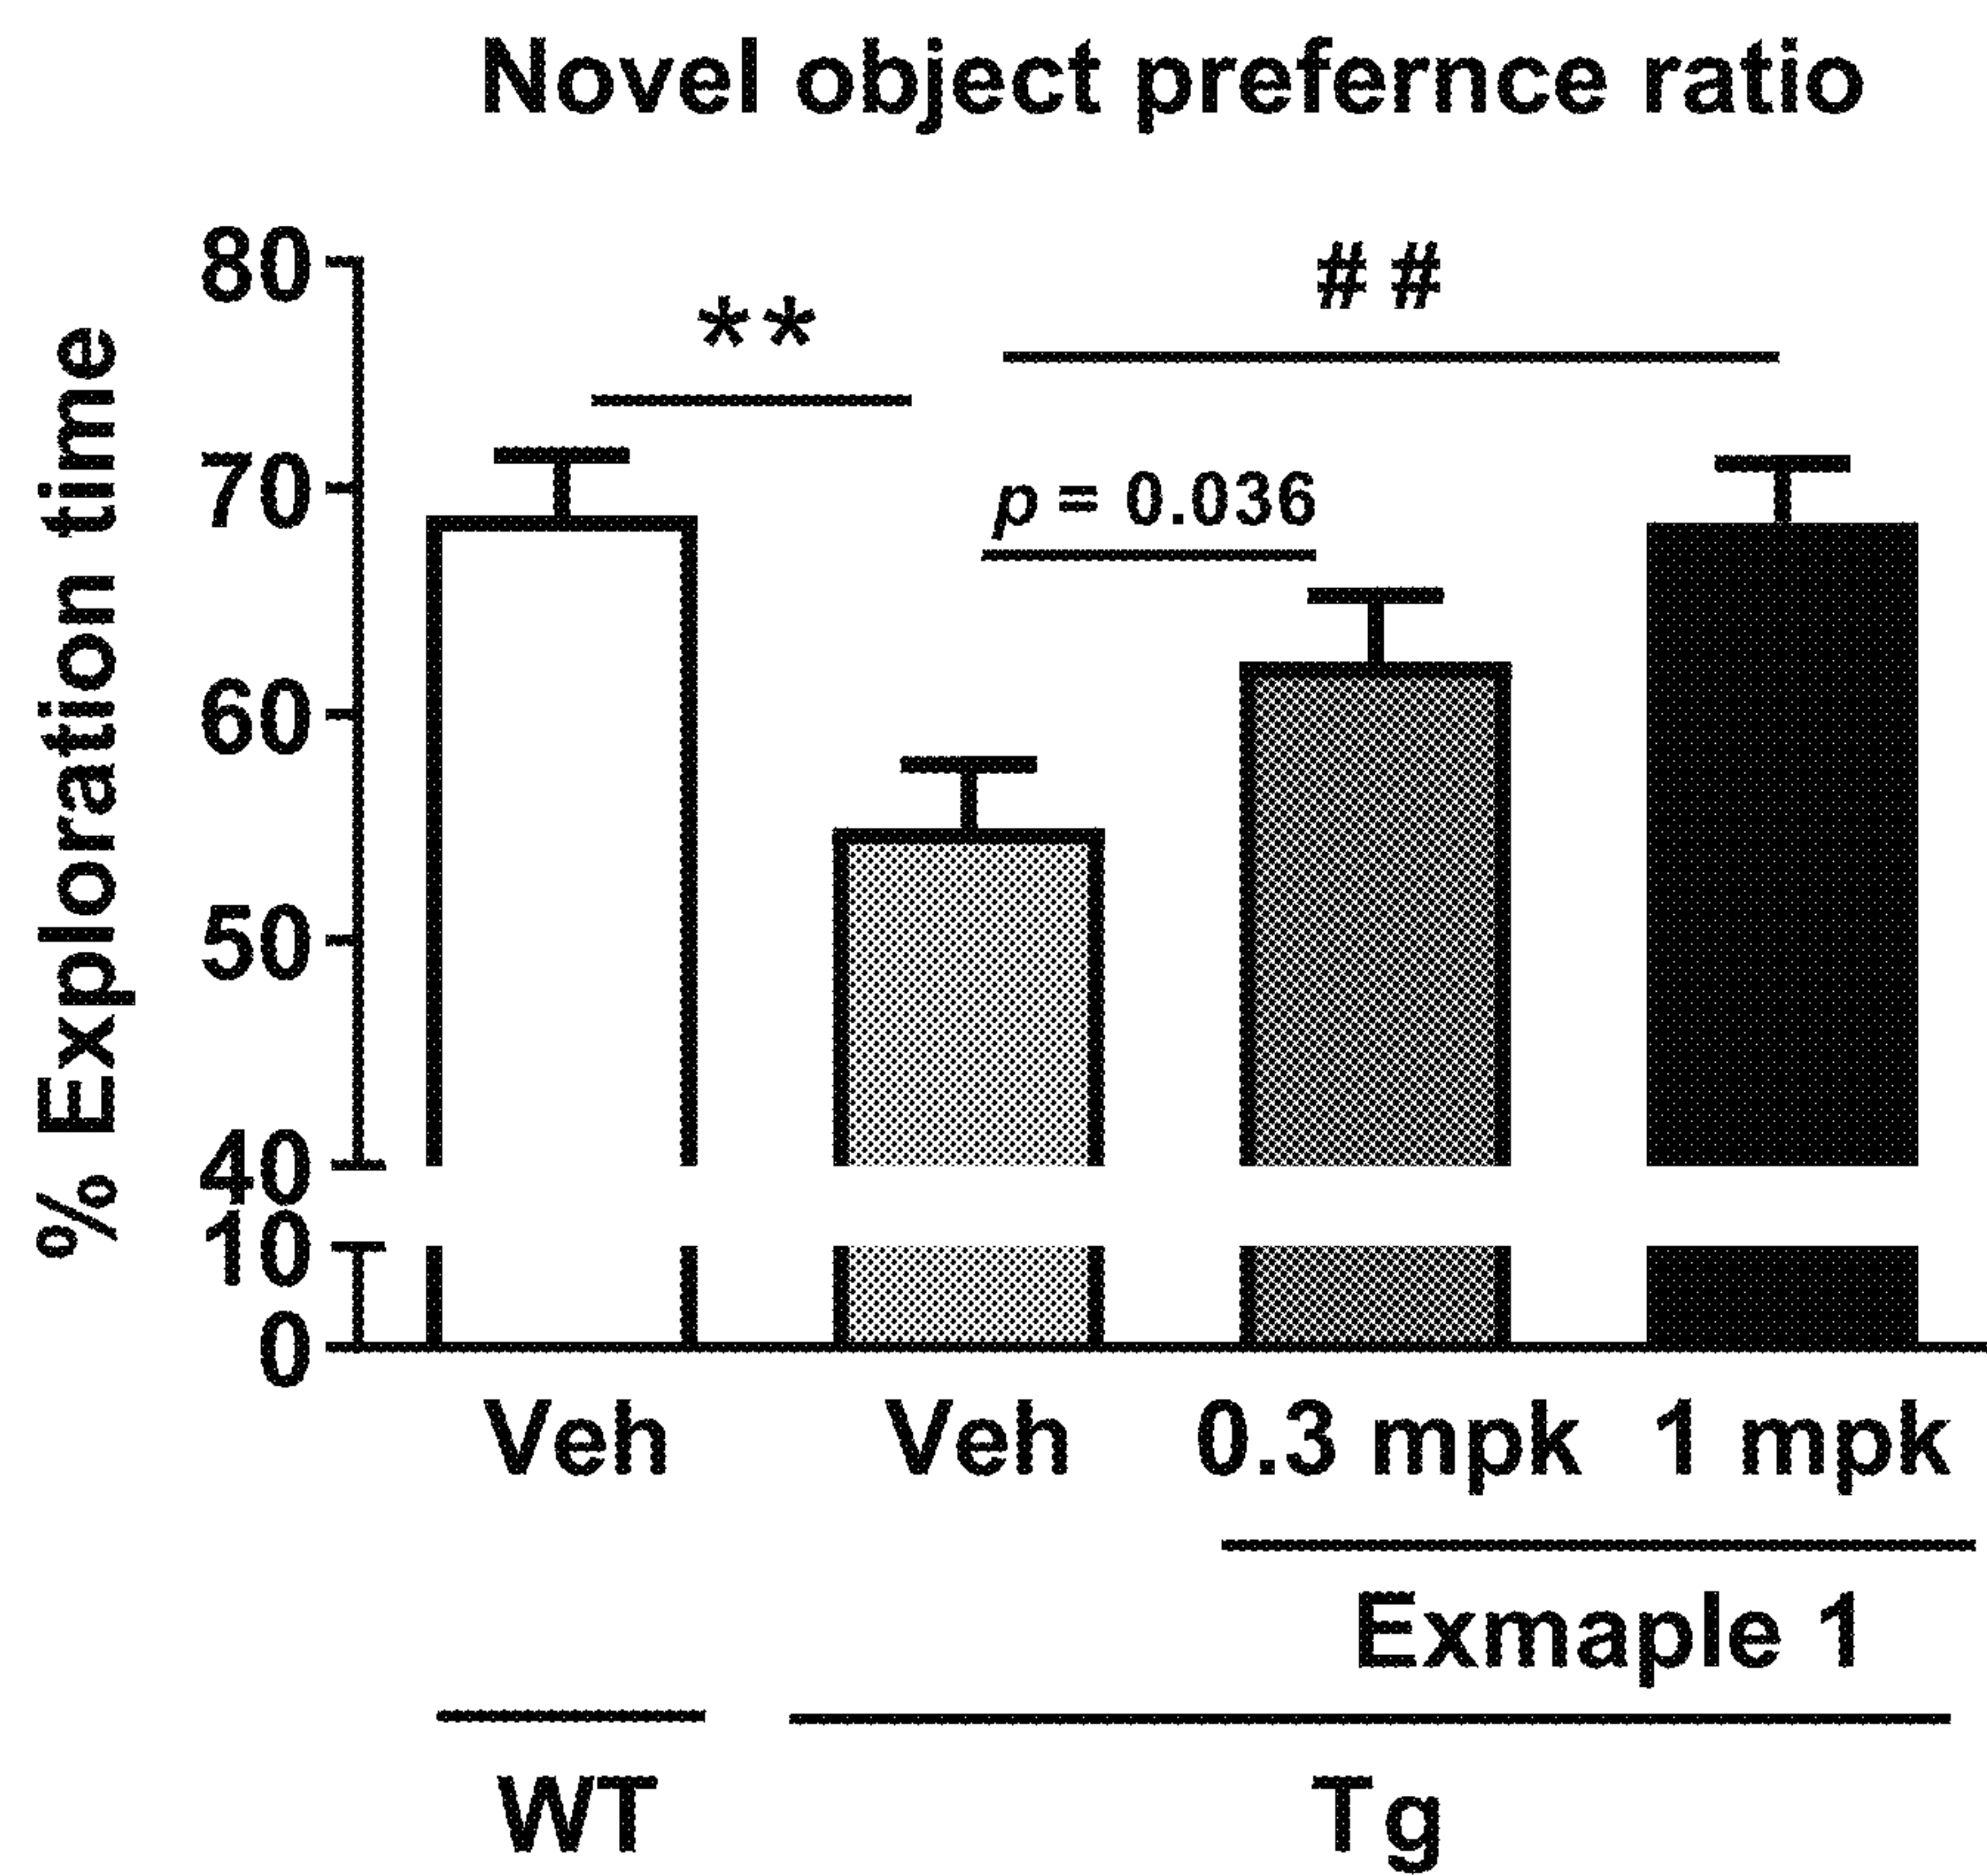 Novel object prefernce ratio
% Exploration time
80
70
60
50
40
10
0
**
##
p = 0.036
Veh Veh 0.3 mpk 1 mpk
Exmaple 1
WT Tg